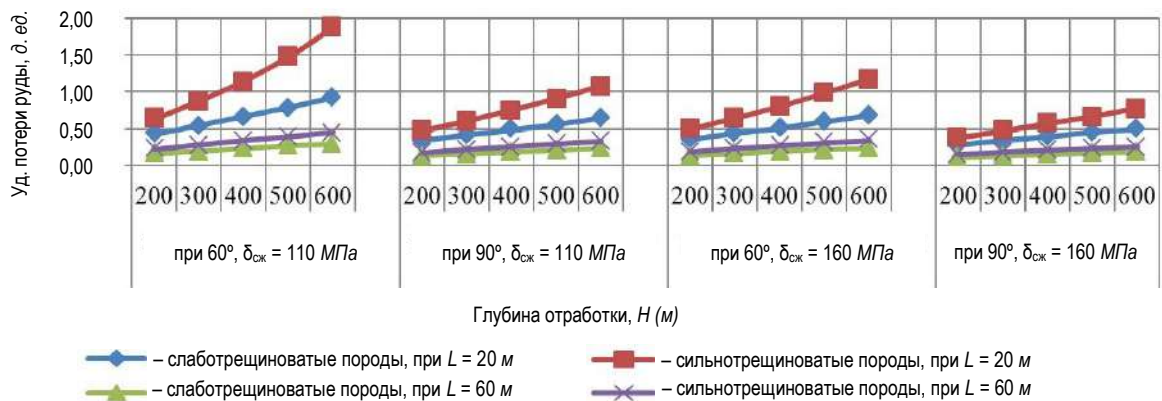 Уд. потери руды, д. ед.
2,00
1,50
1,00
0,50
0,00
200 300 400 500 600 200 300 400 500 600 200 300 400 500 600 200 300 400 500 600
при 60º, δсж = 110 МПа при 90º, δсж = 110 МПа при 60º, δсж = 160 МПа при 90º, δсж = 160 МПа
Глубина отработки, H (м)
– слаботрещиноватые породы, при L = 20 м – сильнотрещиноватые породы, при L = 20 м
– слаботрещиноватые породы, при L = 60 м – сильнотрещиноватые породы, при L = 60 м